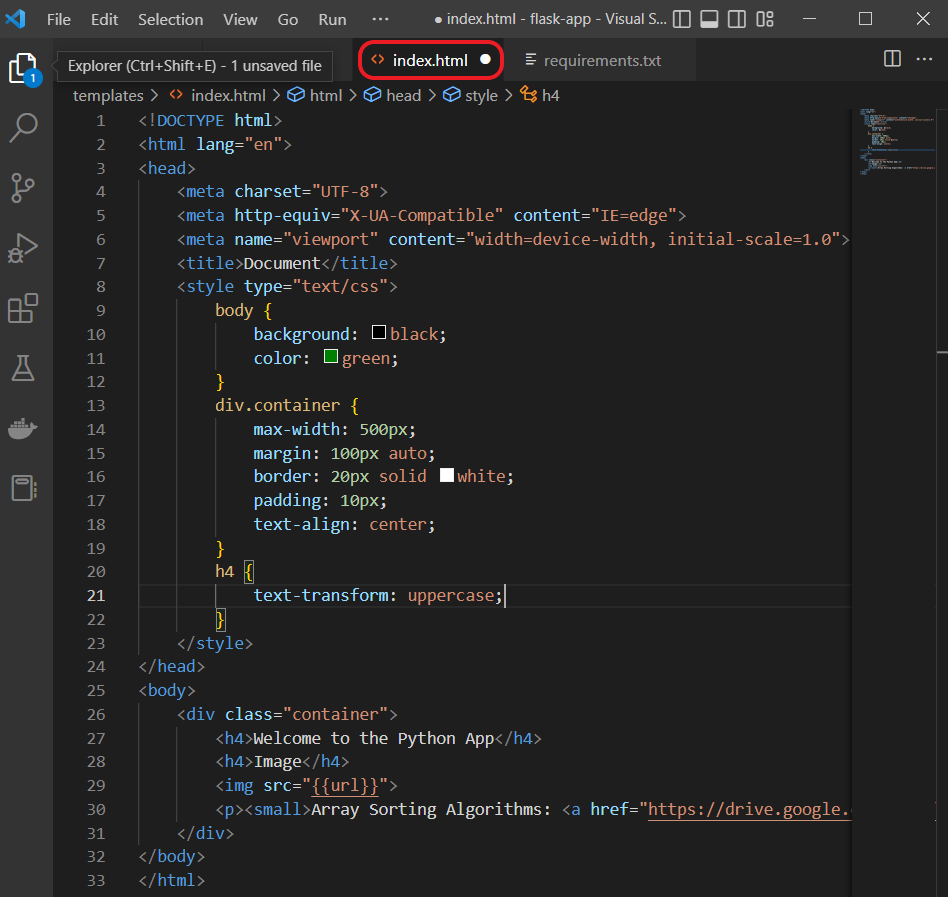 File Edit Selection View Go Run ··· ● index.html - flask-app - Visual S...
1
Explorer (Ctrl+Shift+E) - 1 unsaved file
<> index.html ● requirements.txt ···
templates > <> index.html > html > head > style > h4
1 <!DOCTYPE html>
2 <html lang="en">
3 <head>
4 <meta charset="UTF-8">
5 <meta http-equiv="X-UA-Compatible" content="IE=edge">
6 <meta name="viewport" content="width=device-width, initial-scale=1.0">
7 <title>Document</title>
8 <style type="text/css">
9 body {
10 background: black;
11 color: green;
12 }
13 div.container {
14 max-width: 500px;
15 margin: 100px auto;
16 border: 20px solid white;
17 padding: 10px;
18 text-align: center;
19 }
20 h4 {
21 text-transform: uppercase;
22 }
23 </style>
24 </head>
25 <body>
26 <div class="container">
27 <h4>Welcome to the Python App</h4>
28 <h4>Image</h4>
29 <img src="{{url}}">
30 <p><small>Array Sorting Algorithms: <a href="https://drive.google.
31 </div>
32 </body>
33 </html>